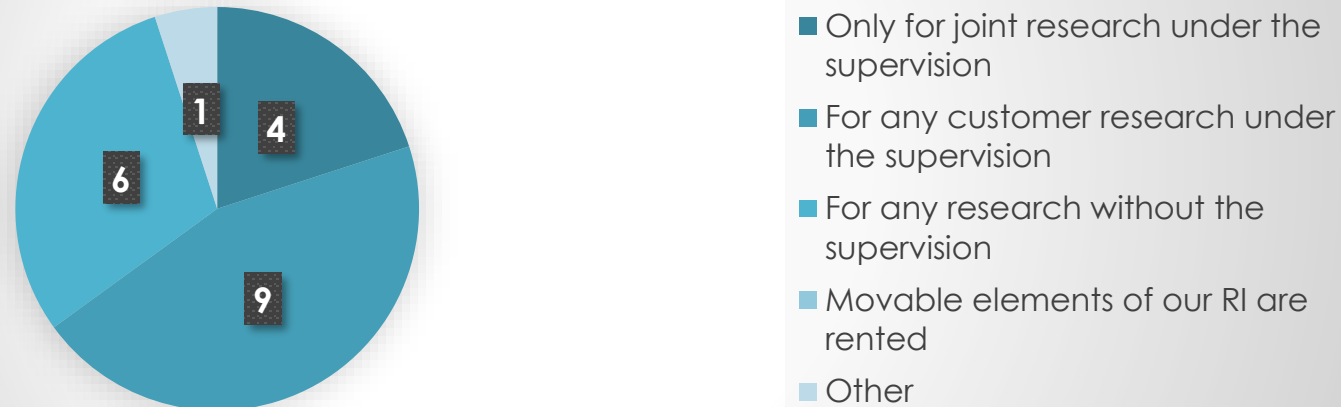 1
4
6
9
Only for joint research under the
supervision
For any customer research under
the supervision
For any research without the
supervision
Movable elements of our RI are
rented
Other